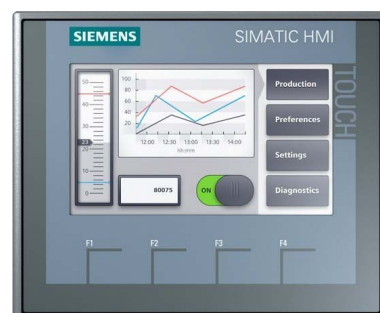 SIEMENS
SIMATIC HMI
TOUCH
50
40
30
23
20
10
0
100
80
60
40
20
12:00 12:30 13:00 13:30 14:00
80075
ON
Production
Preferences
Settings
Diagnostics
F1 F2 F3 F4